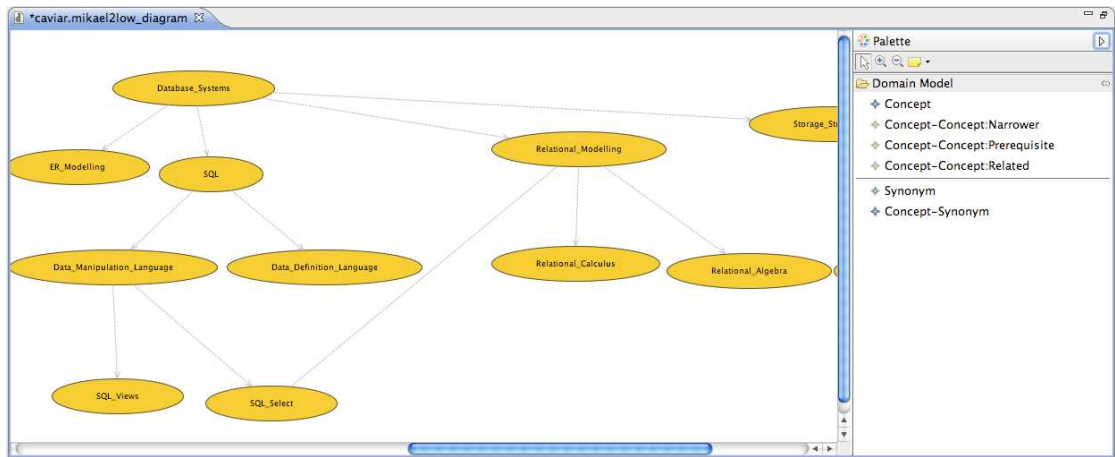 *caviar.mikael2low_diagram
Database_Systems
Storage_St
ER_Modelling
SQL
Relational_Modelling
Data_Manipulation_Language
Data_Definition_Language
Relational_Calculus
Relational_Algebra
SQL_Views
SQL_Select
Palette
Domain Model
Concept
Concept-Concept:Narrower
Concept-Concept:Prerequisite
Concept-Concept:Related
Synonym
Concept-Synonym